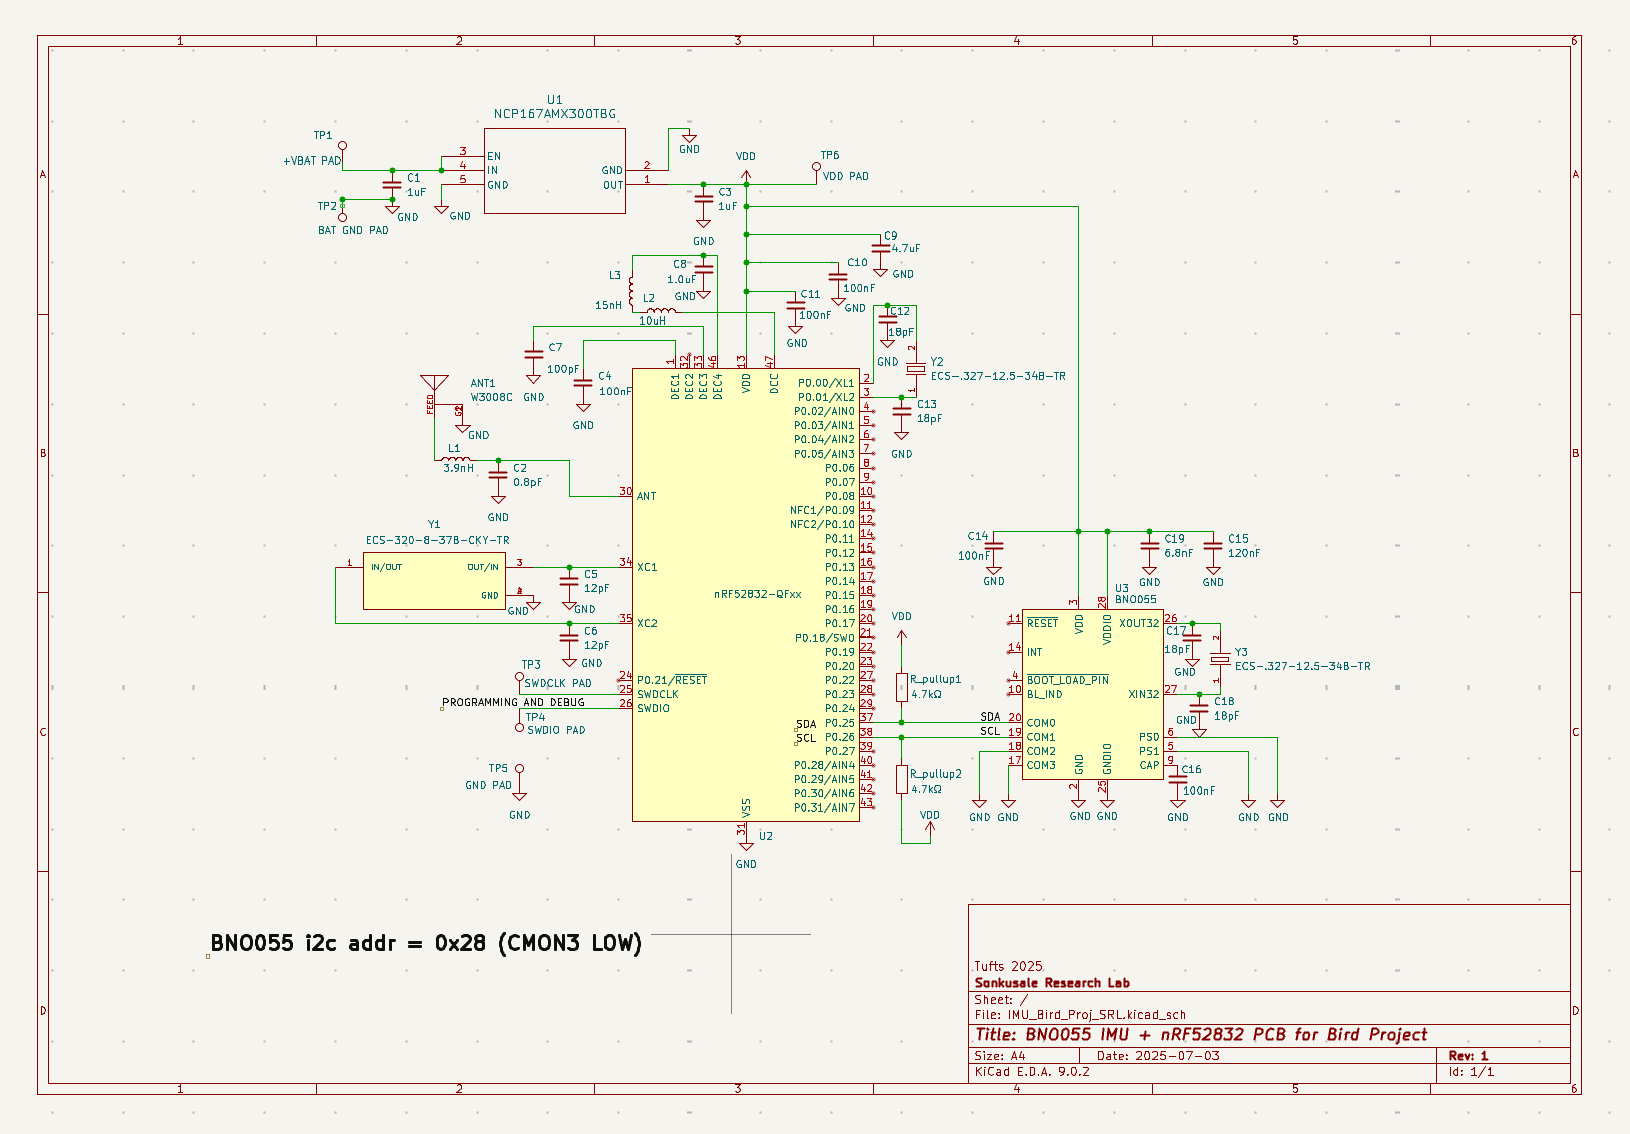 1 2 3 4 5 6
A
B
C
D
U1
NCP167AMX300TBG
TP1
+VBAT PAD
3 EN
4 IN
5 GND
GND 2
OUT 1
C1
1uF
TP2
BAT GND PAD
GND
GND
GND
VDD
TP6
VDD PAD
C3
1uF
GND
C9
4.7uF
GND
C10
100nF
GND
C11
100nF
GND
C8
1.0uF
GND
L3
15nH
L2
10uH
C12
18pF
GND
2
Y2
ECS-.327-12.5-34B-TR
1
C13
18pF
GND
C7
100pF
GND
C4
100nF
GND
ANT1
W3008C
FEED
GND
L1
3.9nH
C2
0.8pF
GND
Y1
ECS-320-8-37B-CKY-TR
1 IN/OUT
OUT/IN 3
GND
GND
C5
12pF
GND
C6
12pF
GND
TP3
SWDCLK PAD
PROGRAMMING AND DEBUG
TP4
SWDIO PAD
TP5
GND PAD
GND
1 DEC1
32 DEC2
33 DEC3
46 DEC4
13 VDD
47 DCC
30 ANT
34 XC1
35 XC2
24 P0.21/RESET
25 SWDCLK
26 SWDIO
nRF52832-QFxx
P0.00/XL1 2
P0.01/XL2 3
P0.02/AIN0 4
P0.03/AIN1 5
P0.04/AIN2 6
P0.05/AIN3 7
P0.06 8
P0.07 9
P0.08 10
NFC1/P0.09 11
NFC2/P0.10 12
P0.11 14
P0.12 15
P0.13 16
P0.14 17
P0.15 18
P0.16 19
P0.17 20
P0.18/SWO 21
P0.19 22
P0.20 23
P0.22 27
P0.23 28
P0.24 29
SDA P0.25 37
SCL P0.26 38
P0.27 39
P0.28/AIN4 40
P0.29/AIN5 41
P0.30/AIN6 42
P0.31/AIN7 43
VSS
31
U2
GND
VDD
R_pullup1
4.7kΩ
SDA
SCL
R_pullup2
4.7kΩ
VDD
C14
100nF
GND
C19
6.8nF
GND
C15
120nF
GND
U3
BNO055
3 VDD
28 VDDIO
11 RESET
14 INT
4 BOOT_LOAD_PIN
10 BL_IND
20 COM0
19 COM1
18 COM2
17 COM3
XOUT32 26
XIN32 27
PS0 6
PS1 5
CAP 9
GND 2
GNDIO 25
C17
18pF
GND
2
Y3
ECS-.327-12.5-34B-TR
1
C18
18pF
GND
C16
100nF
GND GND GND GND GND GND GND
BNO055 i2c addr = 0x28 (CMON3 LOW)
Tufts 2025
Sonkusale Research Lab
Sheet: /
File: IMU_Bird_Proj_SRL.kicad_sch
Title: BNO055 IMU + nRF52832 PCB for Bird Project
Size: A4 Date: 2025-07-03 Rev: 1
KiCad E.D.A. 9.0.2 Id: 1/1
1 2 3 4 5 6
A
B
C
D